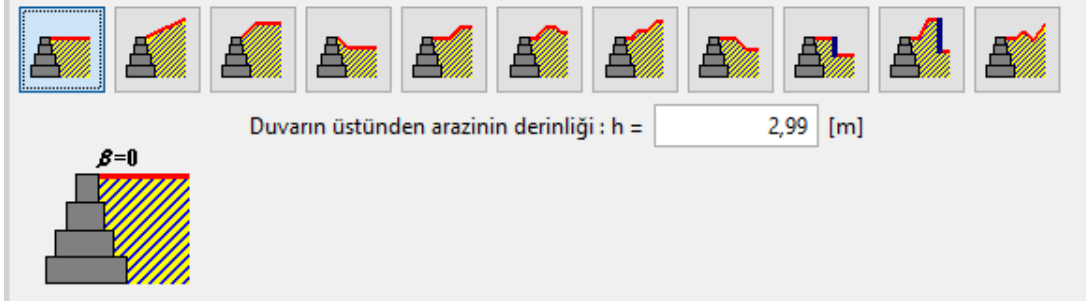 Duvarın üstünden arazinin derinliği : h = 2,99 [m]
β=0